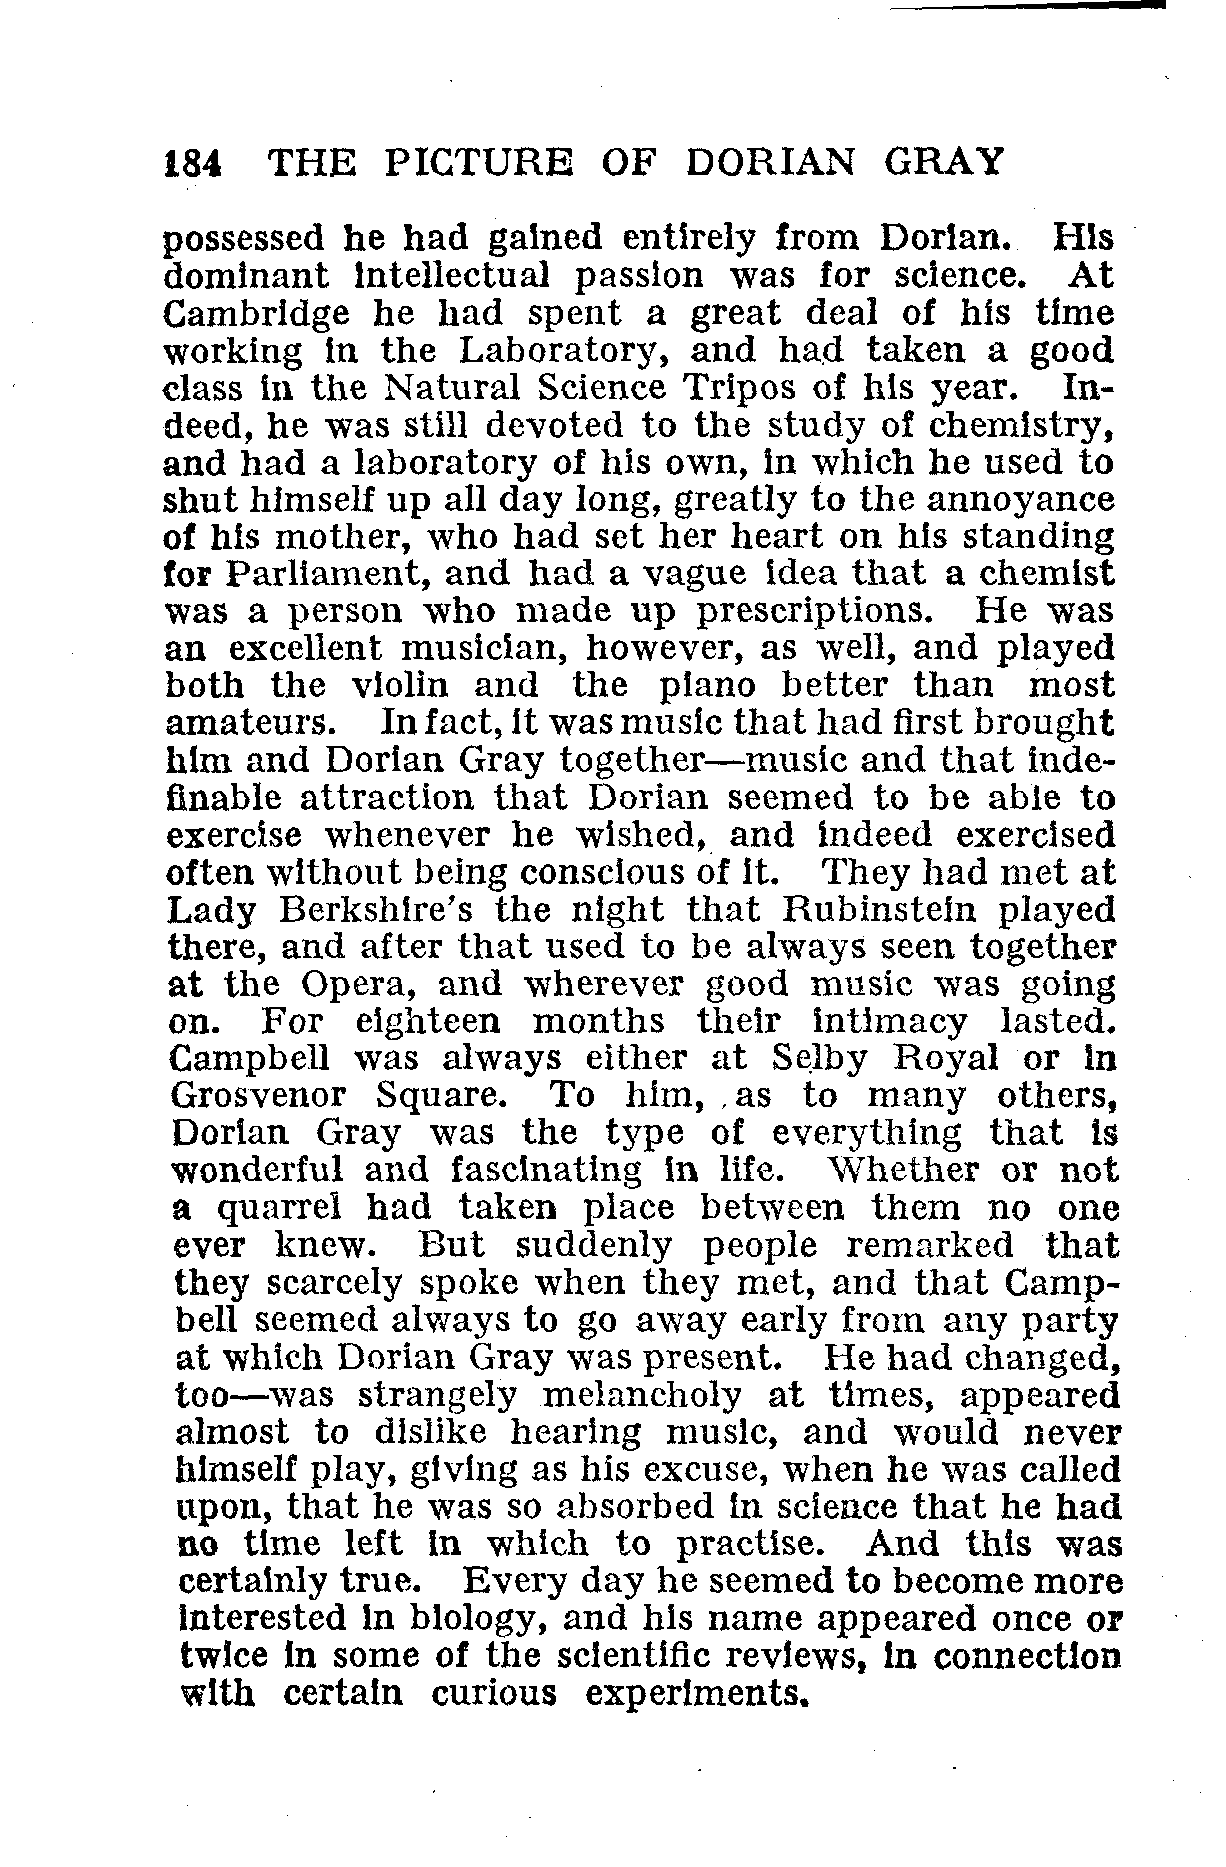 184 THE PICTURE OF DORIAN GRAY
possessed he had gained entirely from Dorian. His
dominant intellectual passion was for science. At
Cambridge he had spent a great deal of his time
working in the Laboratory, and had taken a good
class in the Natural Science Tripos of his year. In-
deed, he was still devoted to the study of chemistry,
and had a laboratory of his own, in which he used to
shut himself up all day long, greatly to the annoyance
of his mother, who had set her heart on his standing
for Parliament, and had a vague idea that a chemist
was a person who made up prescriptions. He was
an excellent musician, however, as well, and played
both the violin and the piano better than most
amateurs. In fact, it was music that had first brought
him and Dorian Gray together—music and that inde-
finable attraction that Dorian seemed to be able to
exercise whenever he wished, and indeed exercised
often without being conscious of it. They had met at
Lady Berkshire's the night that Rubinstein played
there, and after that used to be always seen together
at the Opera, and wherever good music was going
on. For eighteen months their intimacy lasted.
Campbell was always either at Selby Royal or in
Grosvenor Square. To him, as to many others,
Dorian Gray was the type of everything that is
wonderful and fascinating in life. Whether or not
a quarrel had taken place between them no one
ever knew. But suddenly people remarked that
they scarcely spoke when they met, and that Camp-
bell seemed always to go away early from any party
at which Dorian Gray was present. He had changed,
too—was strangely melancholy at times, appeared
almost to dislike hearing music, and would never
himself play, giving as his excuse, when he was called
upon, that he was so absorbed in science that he had
no time left in which to practise. And this was
certainly true. Every day he seemed to become more
interested in biology, and his name appeared once or
twice in some of the scientific reviews, in connection
with certain curious experiments.